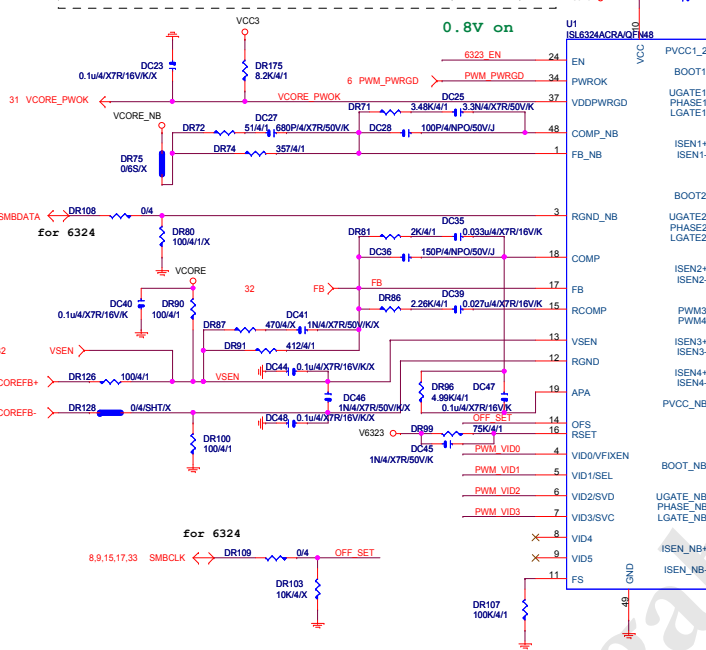 0.8V on
U1
ISL6324ACRA/QFN48
VCC3
10
VCC
PVCC1_2
DC23
0.1u/4/X7R/16V/K/X
DR175
8.2K/4/1
6323_EN
24
EN
BOOT1
6 PWM_PWRGD
PWM_PWRGD
34
PWROK
UGATE1
PHASE1
LGATE1
31 VCORE_PWOK
VCORE_PWOK
37
VDDPWRGD
DC25
DR71
3.48K/4/1
3.3N/4/X7R/50V/K
VCORE_NB
DC27
DR72
51/4/1
680P/4/X7R/50V/K
DC28
100P/4/NPO/50V/J
48
COMP_NB
ISEN1+
ISEN1-
DR74
357/4/1
1
FB_NB
DR75
0/6S/X
BOOT2
SMBDATA
DR108
0/4
3
RGND_NB
UGATE2
PHASE2
LGATE2
for 6324
DR80
100/4/1/X
DC35
DR81
2K/4/1
0.033u/4/X7R/16V/K
DC36
150P/4/NPO/50V/J
18
COMP
VCORE
ISEN2+
ISEN2-
32
FB
FB
17
FB
DC40
0.1u/4/X7R/16V/K/X
DR90
100/4/1
DC39
DR86
2.26K/4/1
0.027u/4/X7R/16V/K
15
RCOMP
PWM3
PWM4
DC41
DR87
470/4/X
1N/4/X7R/50V/K/X
13
VSEN
ISEN3+
ISEN3-
VSEN
DR91
412/4/1
12
RGND
DC44
0.1u/4/X7R/16V/K/X
ISEN4+
ISEN4-
COREFB+
DR126
100/4/1
VSEN
DC46
1N/4/X7R/50V/K/X
DR96
4.99K/4/1
DC47
0.1u/4/X7R/16V/K
19
APA
PVCC_NB
COREFB-
DR128
0/4/SHT/X
DC48
0.1u/4/X7R/16V/K/X
OFF_SET
14
OFS
V6323
DR99
75K/4/1
16
RSET
DR100
100/4/1
DC45
1N/4/X7R/50V/K
PWM_VID0
4
VID0/VFIXEN
PWM_VID1
5
VID1/SEL
BOOT_NB
PWM_VID2
6
VID2/SVD
UGATE_NB
PHASE_NB
LGATE_NB
PWM_VID3
7
VID3/SVC
for 6324
8
VID4
8,9,15,17,33 SMBCLK
DR109
0/4
OFF_SET
9
VID5
ISEN_NB+
ISEN_NB-
DR103
10K/4/X
11
FS
GND
49
DR107
100K/4/1